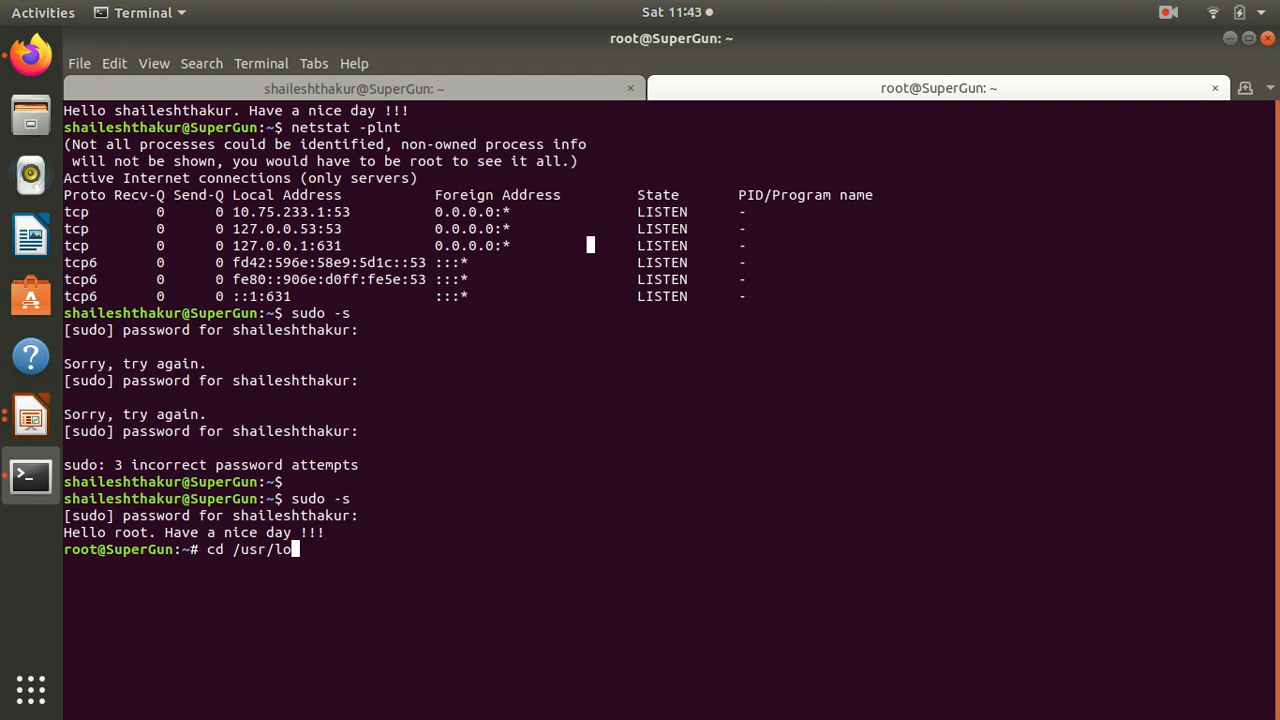 Activities Terminal Sat 11:43
root@SuperGun: ~
File Edit View Search Terminal Tabs Help
shaileshthakur@SuperGun: ~ × root@SuperGun: ~ ×
Hello shaileshthakur. Have a nice day !!!
shaileshthakur@SuperGun:~$ netstat -plnt
(Not all processes could be identified, non-owned process info
 will not be shown, you would have to be root to see it all.)
Active Internet connections (only servers)
Proto Recv-Q Send-Q Local Address           Foreign Address         State       PID/Program name
tcp        0      0 10.75.233.1:53          0.0.0.0:*               LISTEN      -
tcp        0      0 127.0.0.53:53           0.0.0.0:*               LISTEN      -
tcp        0      0 127.0.0.1:631           0.0.0.0:*               LISTEN      -
tcp6       0      0 fd42:596e:58e9:5d1c::53 :::*                    LISTEN      -
tcp6       0      0 fe80::906e:d0ff:fe5e:53 :::*                    LISTEN      -
tcp6       0      0 ::1:631                 :::*                    LISTEN      -
shaileshthakur@SuperGun:~$ sudo -s
[sudo] password for shaileshthakur:
Sorry, try again.
[sudo] password for shaileshthakur:
Sorry, try again.
[sudo] password for shaileshthakur:
sudo: 3 incorrect password attempts
shaileshthakur@SuperGun:~$
shaileshthakur@SuperGun:~$ sudo -s
[sudo] password for shaileshthakur:
Hello root. Have a nice day !!!
root@SuperGun:~# cd /usr/lo